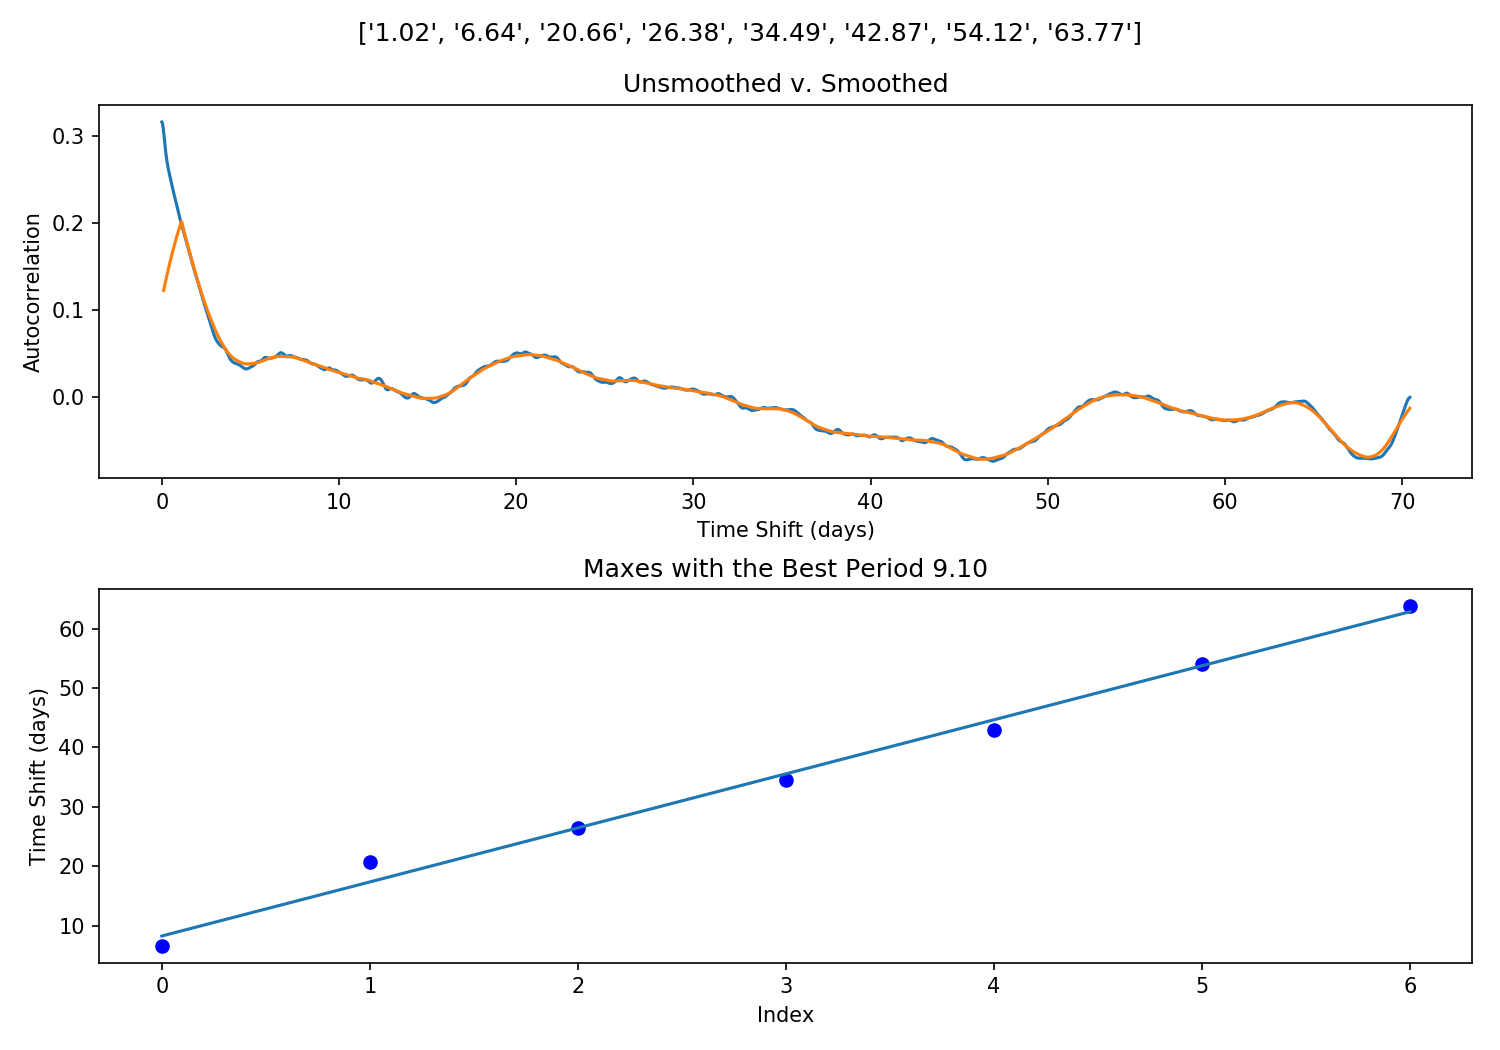 ['1.02', '6.64', '20.66', '26.38', '34.49', '42.87', '54.12', '63.77']
Unsmoothed v. Smoothed
0.3
0.2
0.1
0.0
Autocorrelation
0 10 20 30 40 50 60 70
Time Shift (days)
Maxes with the Best Period 9.10
60
50
40
30
20
10
Time Shift (days)
0 1 2 3 4 5 6
Index